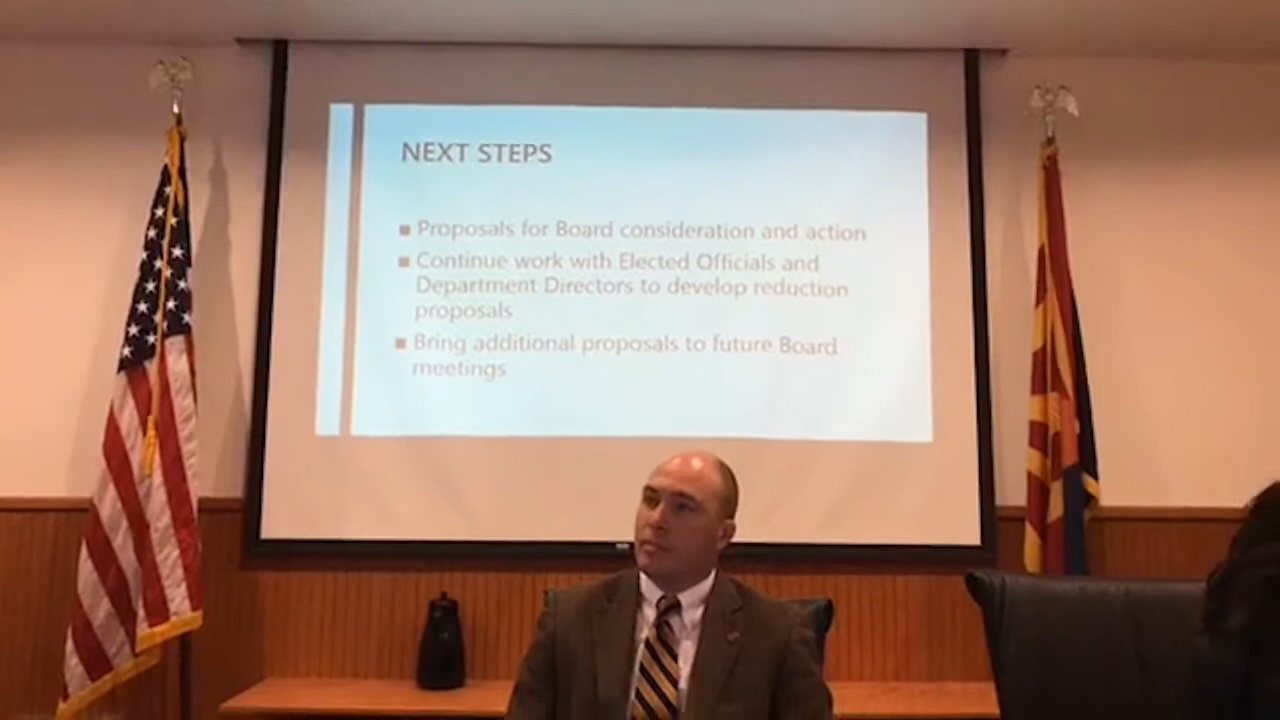 NEXT STEPS
■ Proposals for Board consideration and action
■ Continue work with Elected Officials and
Department Directors to develop reduction
proposals
■ Bring additional proposals to future Board
meetings